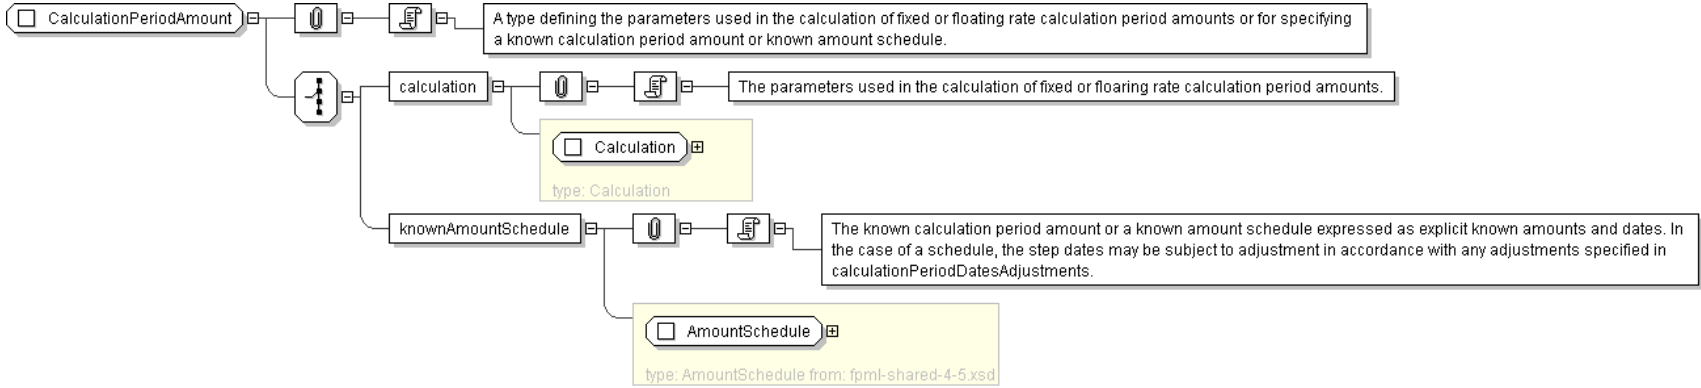 CalculationPeriodAmount
A type defining the parameters used in the calculation of fixed or floating rate calculation period amounts or for specifying
a known calculation period amount or known amount schedule.
calculation
The parameters used in the calculation of fixed or floaring rate calculation period amounts.
Calculation
type: Calculation
knownAmountSchedule
The known calculation period amount or a known amount schedule expressed as explicit known amounts and dates. In
the case of a schedule, the step dates may be subject to adjustment in accordance with any adjustments specified in
calculationPeriodDatesAdjustments.
AmountSchedule
type: AmountSchedule from: fpml-shared-4-5.xsd